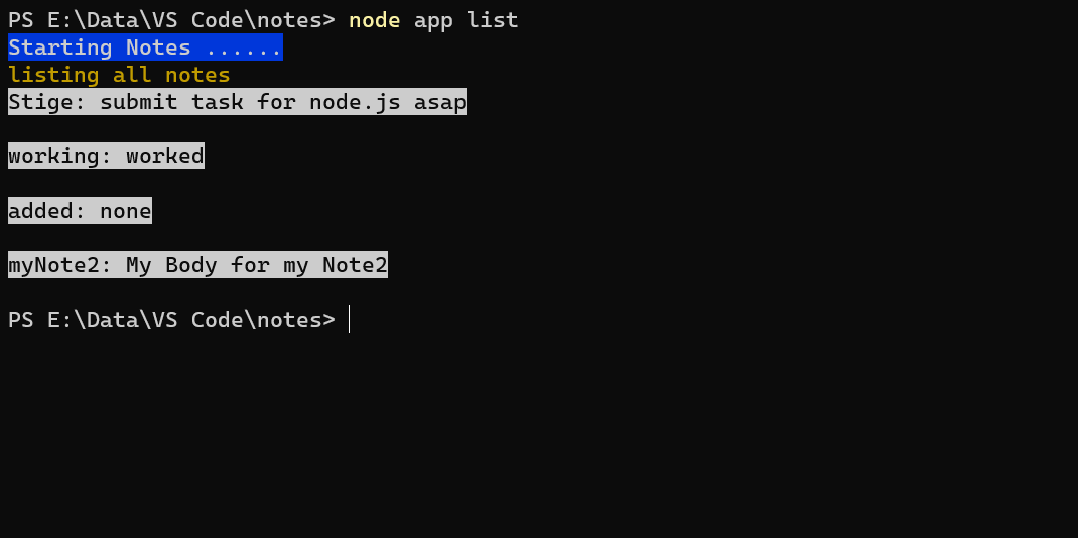 PS E:\Data\VS Code\notes> node app list
Starting Notes ......
listing all notes
Stige: submit task for node.js asap
working: worked
added: none
myNote2: My Body for my Note2
PS E:\Data\VS Code\notes>